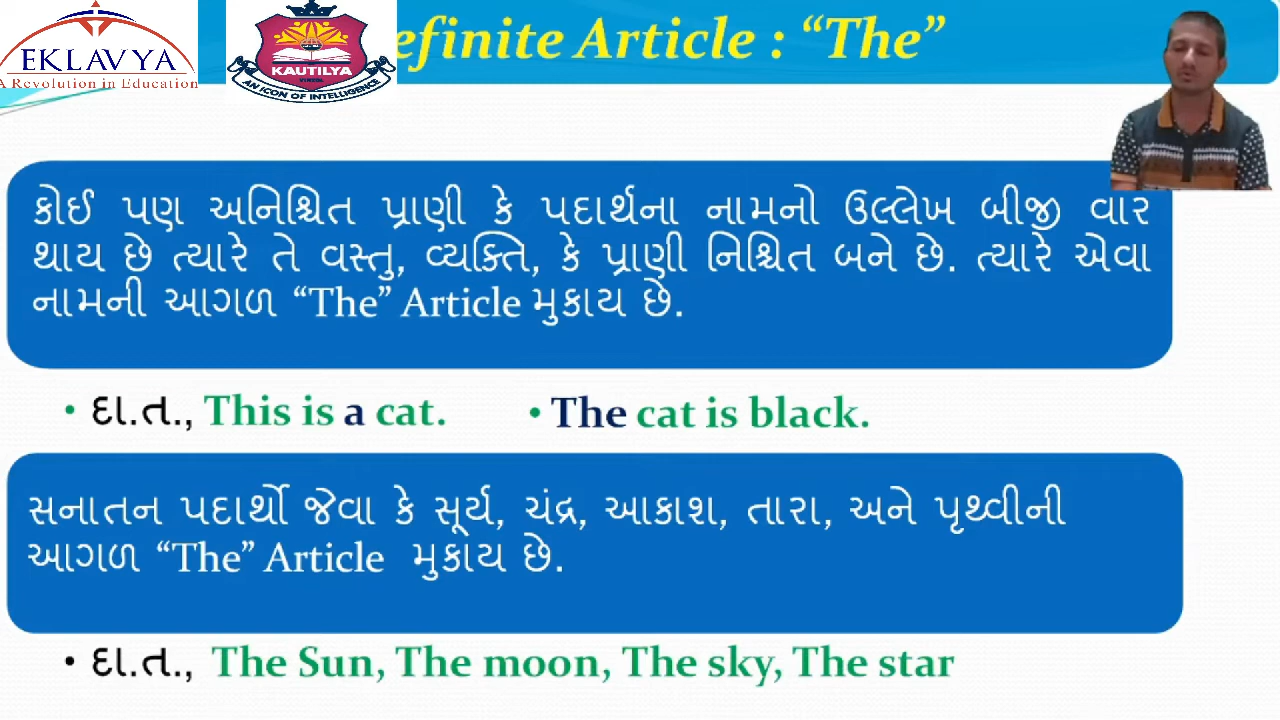 EKLAVYA
A Revolution in Education
KAUTILYA
AN ICON OF INTELLIGENCE
efinite Article : “The”
કોઈ પણ અનિશ્ચિત પ્રાણી કે પદાર્થના નામનો ઉલ્લેખ બીજી વાર
થાય છે ત્યારે તે વસ્તુ, વ્યક્તિ, કે પ્રાણી નિશ્ચિત બને છે. ત્યારે એવા
નામની આગળ “The” Article મુકાય છે.
• દા.ત., This is a cat. • The cat is black.
સનાતન પદાર્થો જેવા કે સૂર્ય, ચંદ્ર, આકાશ, તારા, અને પૃથ્વીની
આગળ “The” Article મુકાય છે.
• દા.ત., The Sun, The moon, The sky, The star